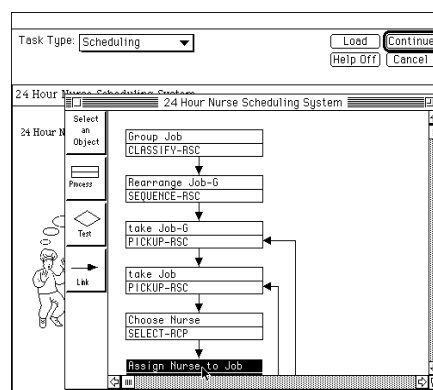 Task Type: Scheduling
Load
Continue
Help Off
Cancel
24 Hour Nurse Scheduling System
24 Hour Nurse Scheduling System
24 Hour N
Select
an
Object
Process
Test
Link
Group Job
CLASSIFY-RSC
Rearrange Job-G
SEQUENCE-RSC
take Job-G
PICKUP-RSC
take Job
PICKUP-RSC
Choose Nurse
SELECT-RCP
Assign Nurse to Job